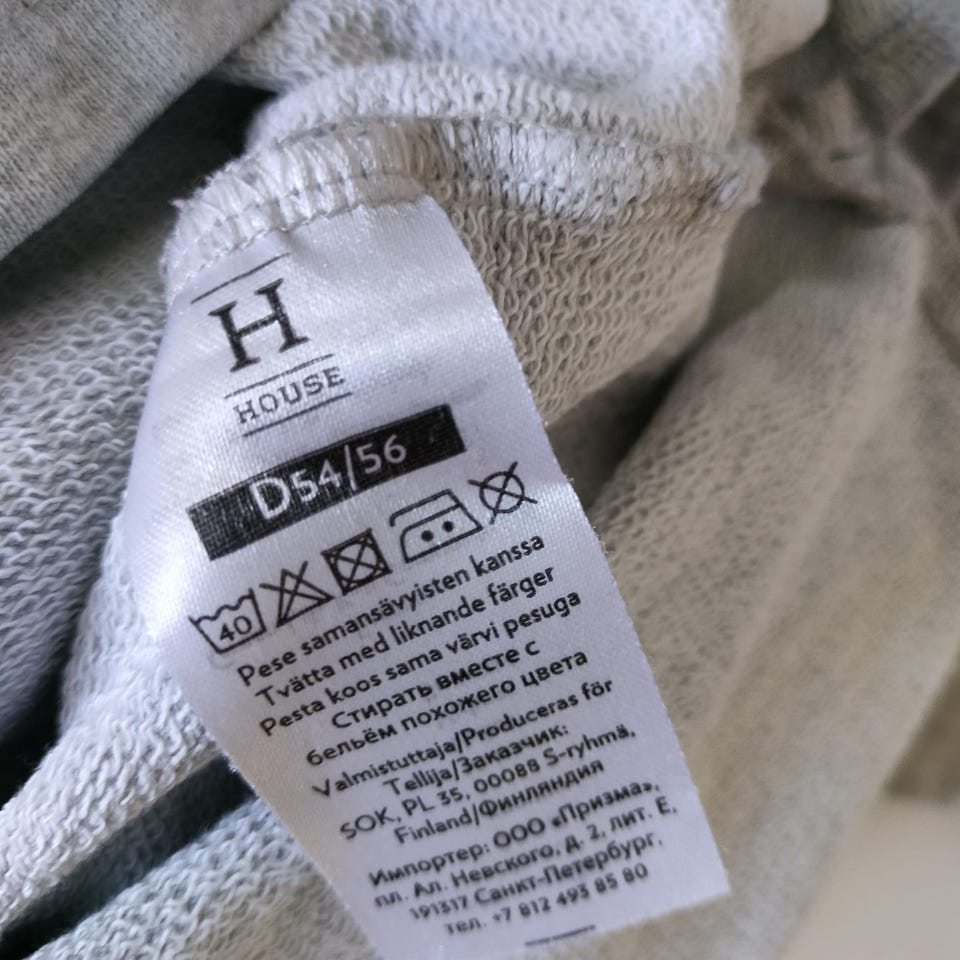 H
HOUSE
D54/56
40
Pese samansävyisten kanssa
Tvätta med liknande färger
Pesta koos sama värvi pesuga
Стирать вместе с
бельём похожего цвета
Valmistuttaja/Produceras för
Tellija/Заказчик:
SOK, PL 35, 00088 S-ryhmä,
Finland/Финляндия
Импортер: ООО «Призма»,
пл. Ал. Невского, д. 2, лит. Е,
191317 Санкт-Петербург,
тел. +7 812 493 85 80